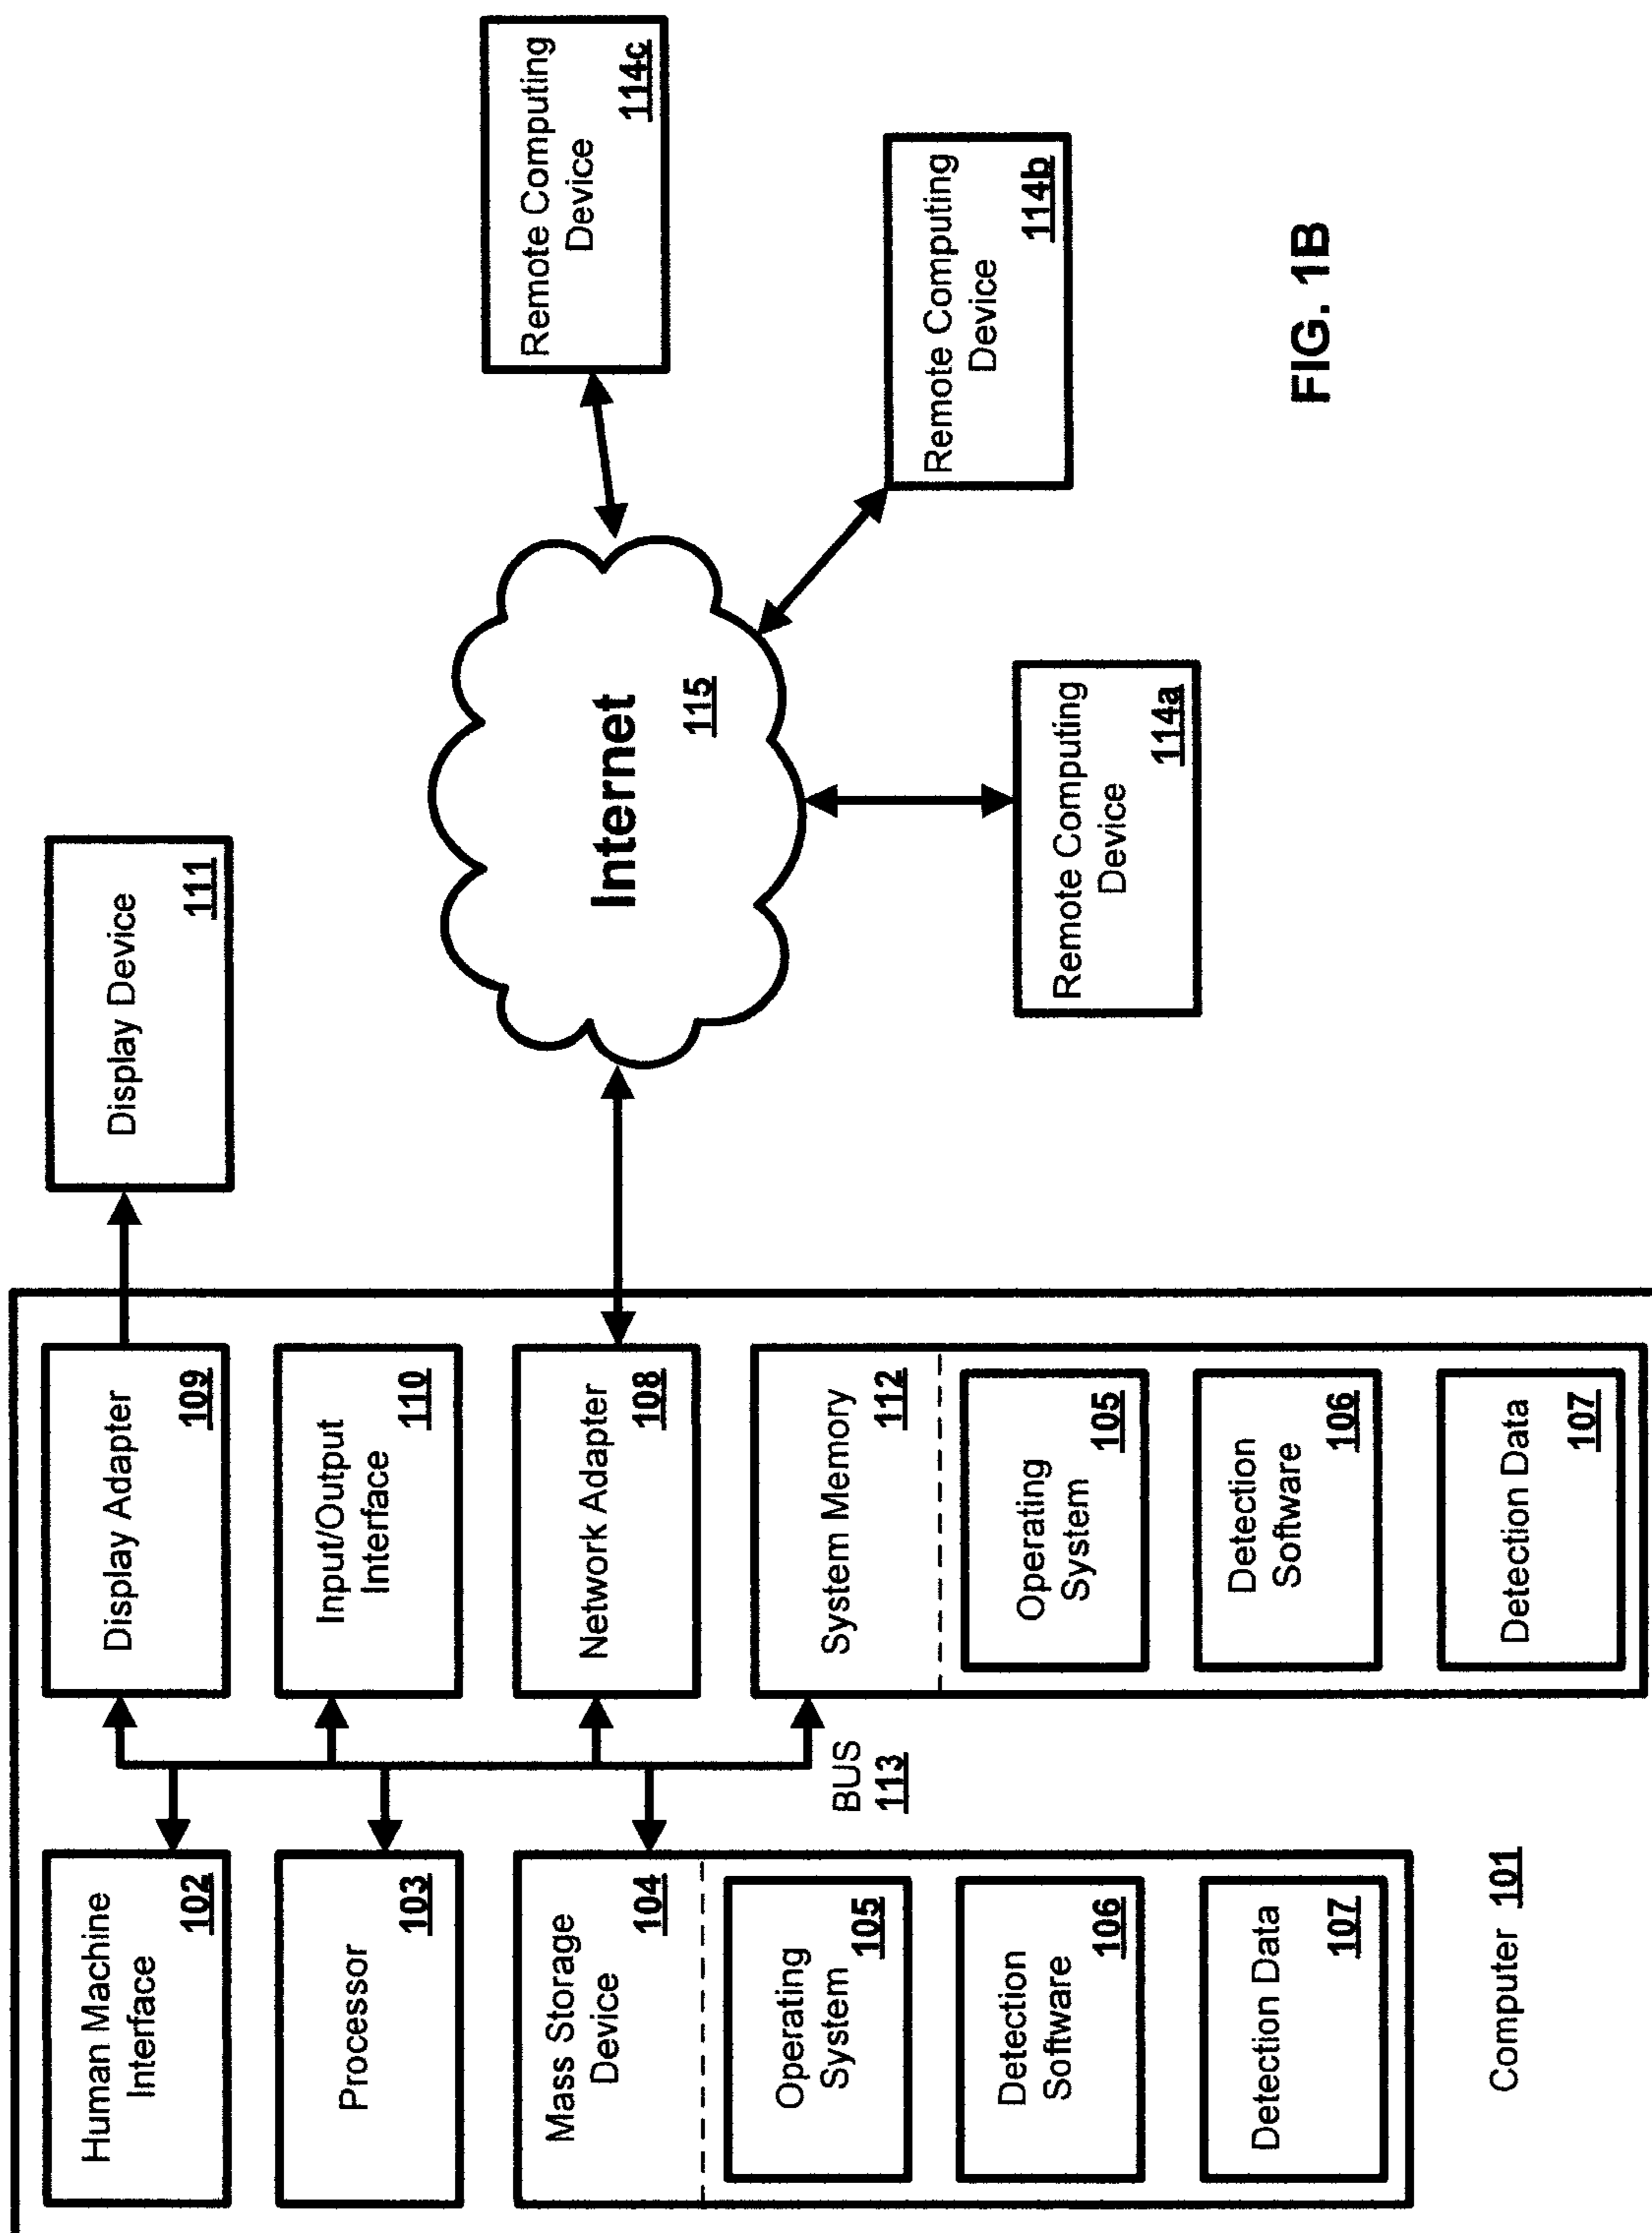 Human Machine
Interface
102
Processor
103
Mass Storage
Device
104
Operating
System
105
Detection
Software
106
Detection Data
107
Computer 101
BUS
113
Display Adapter
109
Input/Output
Interface
110
Network Adapter
108
System Memory
112
Operating
System
105
Detection
Software
106
Detection Data
107
Display Device
111
Internet
115
Remote Computing
Device
114a
Remote Computing
Device
114b
Remote Computing
Device
114c
FIG. 1B